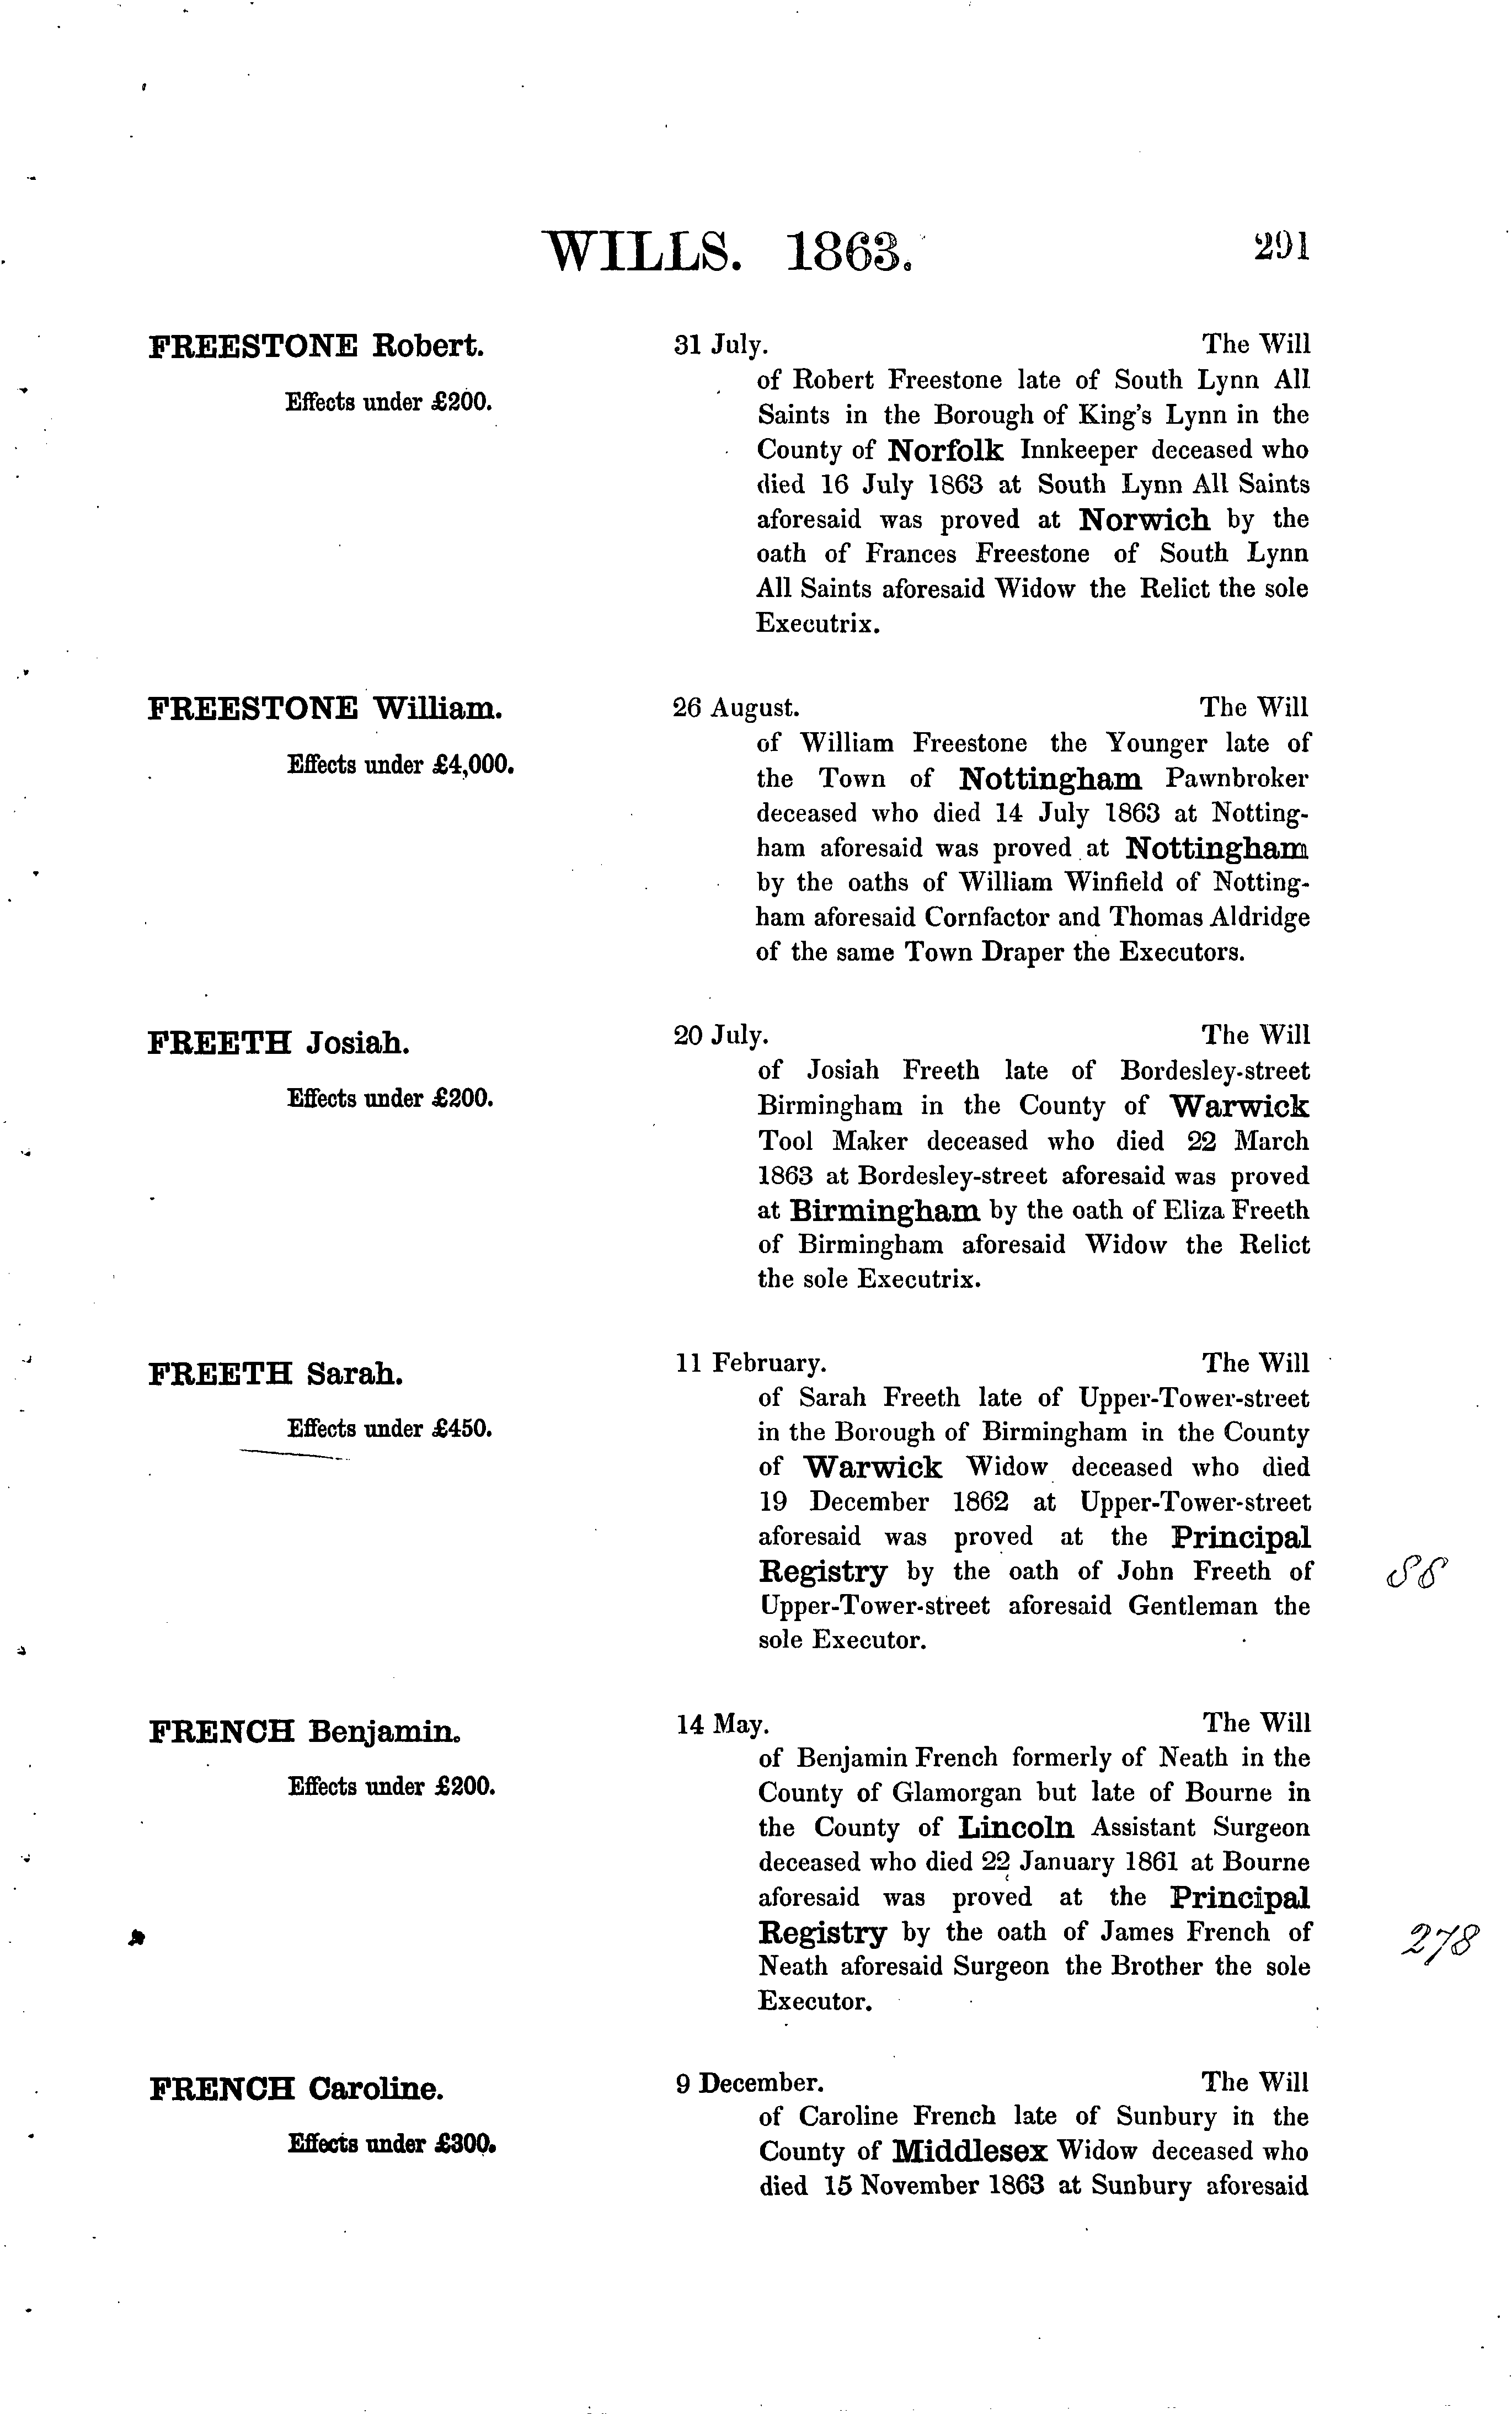 WILLS. 1863. 291
FREESTONE Robert.
Effects under £200.
31 July. The Will
of Robert Freestone late of South Lynn All
Saints in the Borough of King's Lynn in the
County of Norfolk Innkeeper deceased who
died 16 July 1863 at South Lynn All Saints
aforesaid was proved at Norwich by the
oath of Frances Freestone of South Lynn
All Saints aforesaid Widow the Relict the sole
Executrix.
FREESTONE William.
Effects under £4,000.
26 August. The Will
of William Freestone the Younger late of
the Town of Nottingham Pawnbroker
deceased who died 14 July 1863 at Notting-
ham aforesaid was proved at Nottingham
by the oaths of William Winfield of Notting-
ham aforesaid Cornfactor and Thomas Aldridge
of the same Town Draper the Executors.
FREETH Josiah.
Effects under £200.
20 July. The Will
of Josiah Freeth late of Bordesley-street
Birmingham in the County of Warwick
Tool Maker deceased who died 22 March
1863 at Bordesley-street aforesaid was proved
at Birmingham by the oath of Eliza Freeth
of Birmingham aforesaid Widow the Relict
the sole Executrix.
FREETH Sarah.
Effects under £450.
11 February. The Will
of Sarah Freeth late of Upper-Tower-street
in the Borough of Birmingham in the County
of Warwick Widow deceased who died
19 December 1862 at Upper-Tower-street
aforesaid was proved at the Principal
Registry by the oath of John Freeth of
Upper-Tower-street aforesaid Gentleman the
sole Executor.
88
FRENCH Benjamin.
Effects under £200.
14 May. The Will
of Benjamin French formerly of Neath in the
County of Glamorgan but late of Bourne in
the County of Lincoln Assistant Surgeon
deceased who died 22 January 1861 at Bourne
aforesaid was proved at the Principal
Registry by the oath of James French of
Neath aforesaid Surgeon the Brother the sole
Executor.
278
FRENCH Caroline.
Effects under £300.
9 December. The Will
of Caroline French late of Sunbury in the
County of Middlesex Widow deceased who
died 15 November 1863 at Sunbury aforesaid